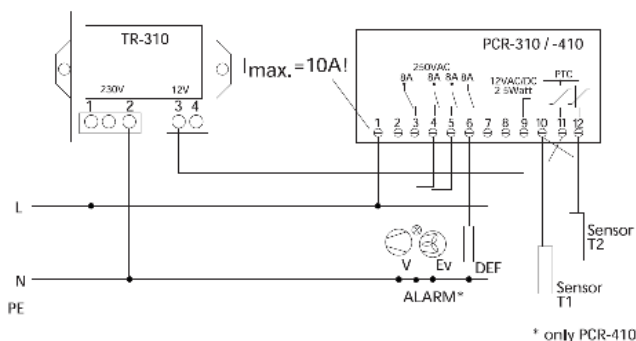 TR-310
230V
12V
1 2 3 4
Imax.=10A!
PCR-310 / -410
250VAC
8A 8A 8A 8A
12VAC/DC
2.5Watt
PTC
1 2 3 4 5 6 7 8 9 10 11 12
L
N
PE
V
Ev
DEF
ALARM*
Sensor
T1
Sensor
T2
* only PCR-410